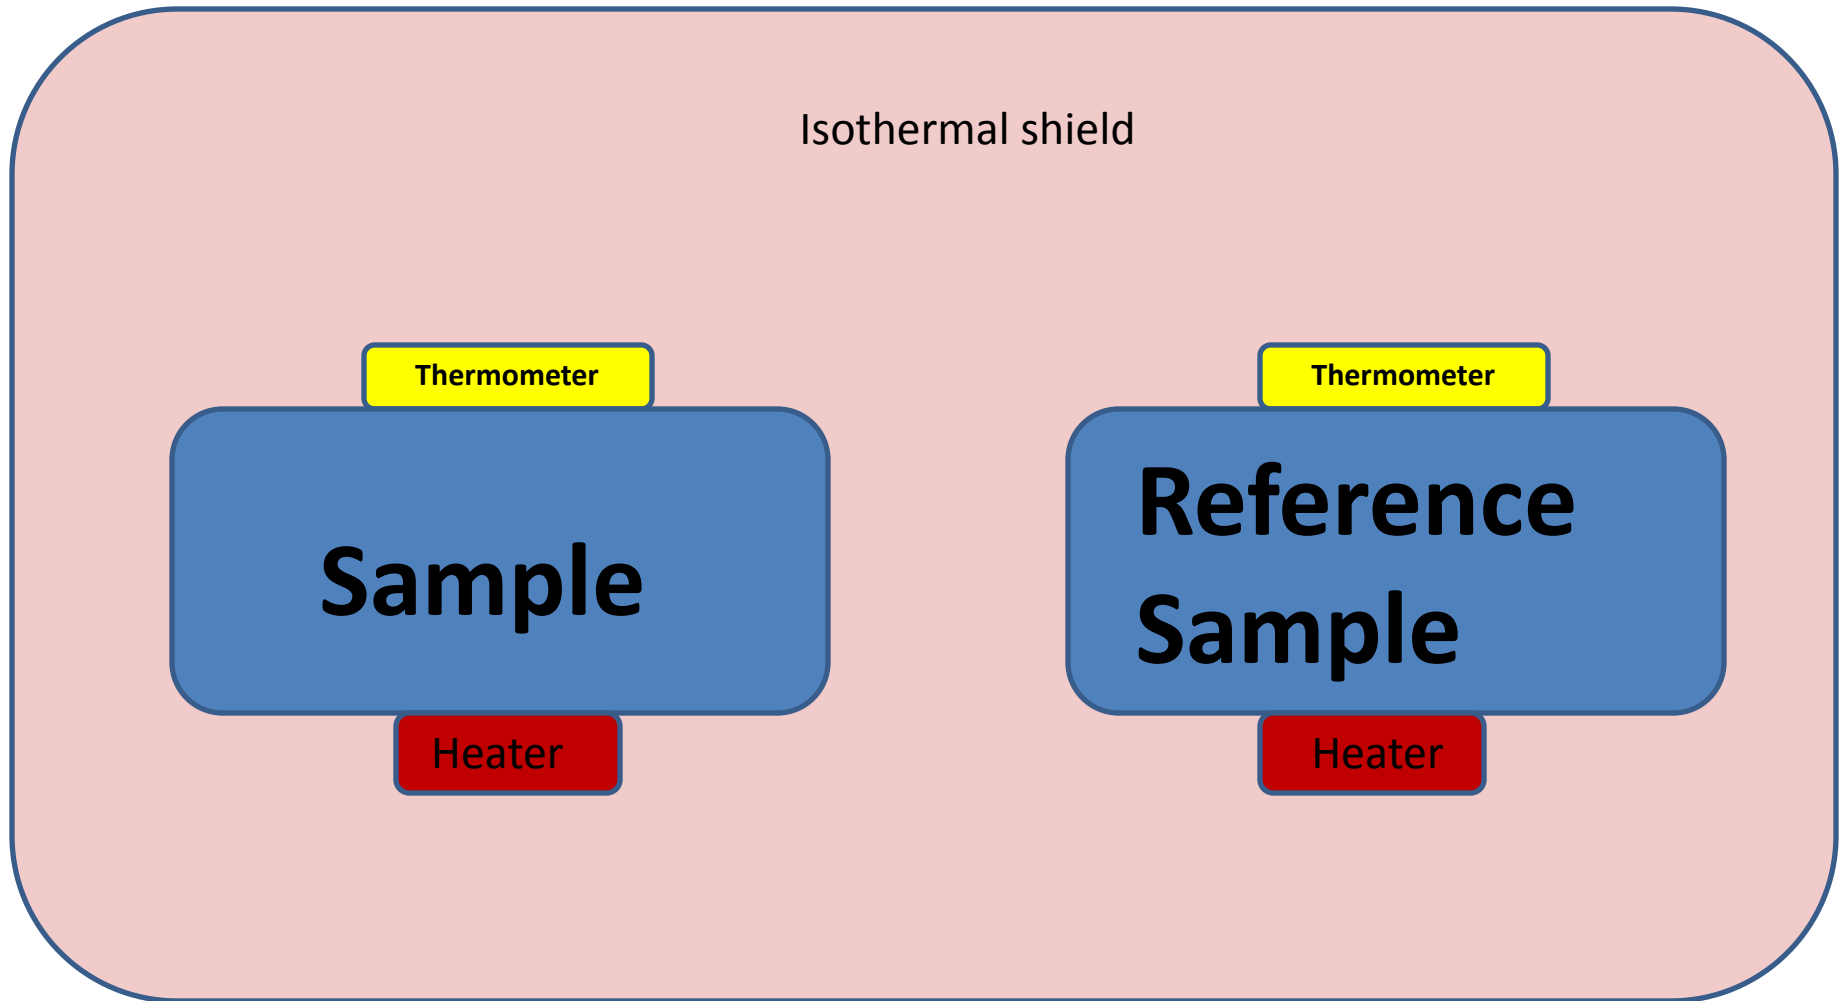 Isothermal shield
Thermometer
Thermometer
Sample
Reference
Sample
Heater
Heater